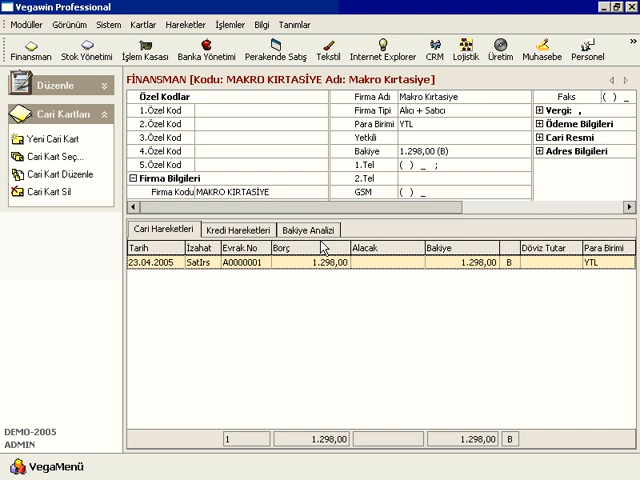 Vegawin Professional
Modüller Görünüm Sistem Kartlar Hareketler İşlemler Bilgi Tanımlar
Finansman Stok Yönetimi İşlem Kasası Banka Yönetimi Perakende Satış Tekstil Internet Explorer CRM Lojistik Üretim Muhasebe Personel
Düzenle
Cari Kartları
Yeni Cari Kart
Cari Kart Seç...
Cari Kart Düzenle
Cari Kart Sil
DEMO-2005
ADMIN
FİNANSMAN [Kodu: MAKRO KIRTASİYE Adı: Makro Kırtasiye]
Özel Kodlar
1.Özel Kod
2.Özel Kod
3.Özel Kod
4.Özel Kod
5.Özel Kod
Firma Bilgileri
Firma Kodu MAKRO KIRTASİYE
Firma Adı Makro Kırtasiye
Firma Tipi Alıcı + Satıcı
Para Birimi YTL
Yetkili
Bakiye 1.298,00 (B)
1.Tel ( ) _ ;
2.Tel
GSM ( ) _
Faks ( ) _
Vergi: ,
Ödeme Bilgileri
Cari Resmi
Adres Bilgileri
Cari Hareketleri Kredi Hareketleri Bakiye Analizi
Tarih İzahat Evrak No Borç Alacak Bakiye Döviz Tutar Para Birimi
23.04.2005 SatIrs A0000001 1.298,00 1.298,00 B YTL
1 1.298,00 1.298,00 B
VegaMenü